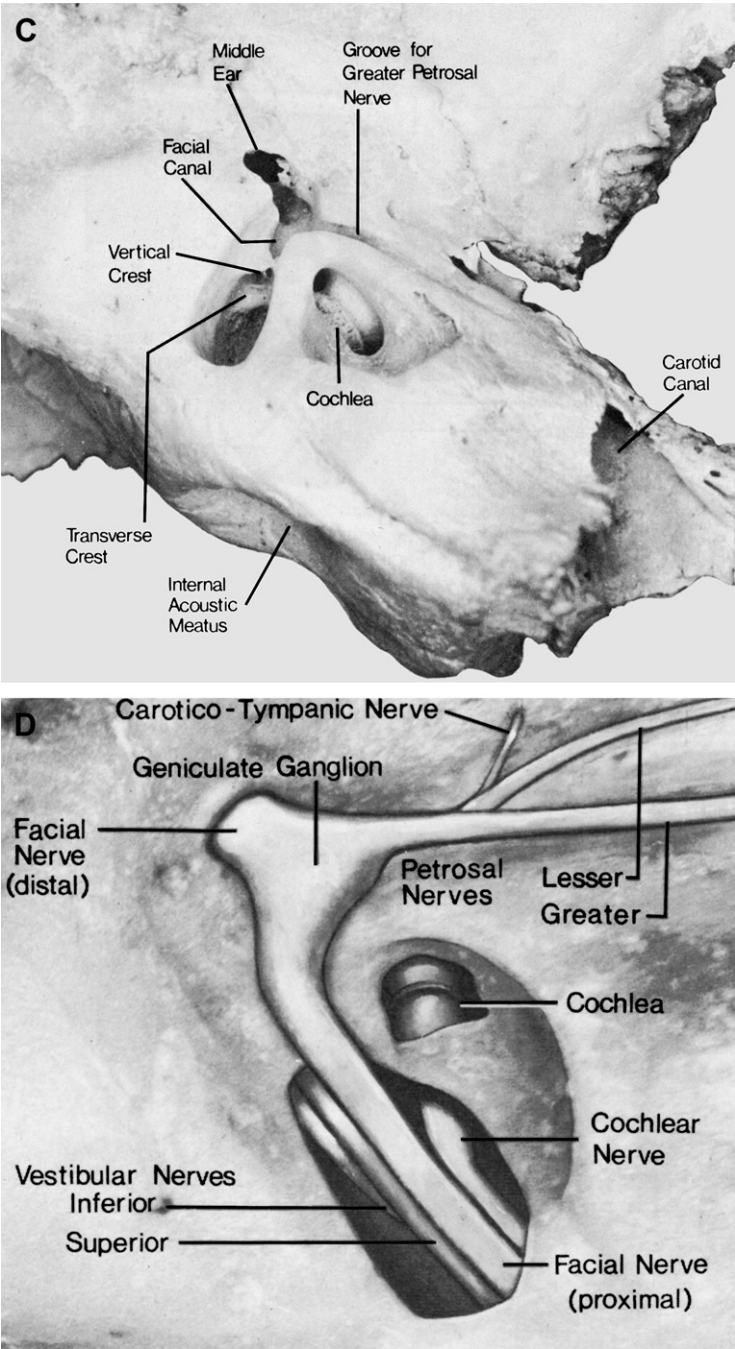 C
Middle
Ear
Groove for
Greater Petrosal
Nerve
Facial
Canal
Vertical
Crest
Cochlea
Carotid
Canal
Transverse
Crest
Internal
Acoustic
Meatus
D
Carotico-Tympanic Nerve
Geniculate Ganglion
Facial
Nerve
(distal)
Petrosal
Nerves
Lesser
Greater
Cochlea
Cochlear
Nerve
Vestibular Nerves
Inferior
Superior
Facial Nerve
(proximal)